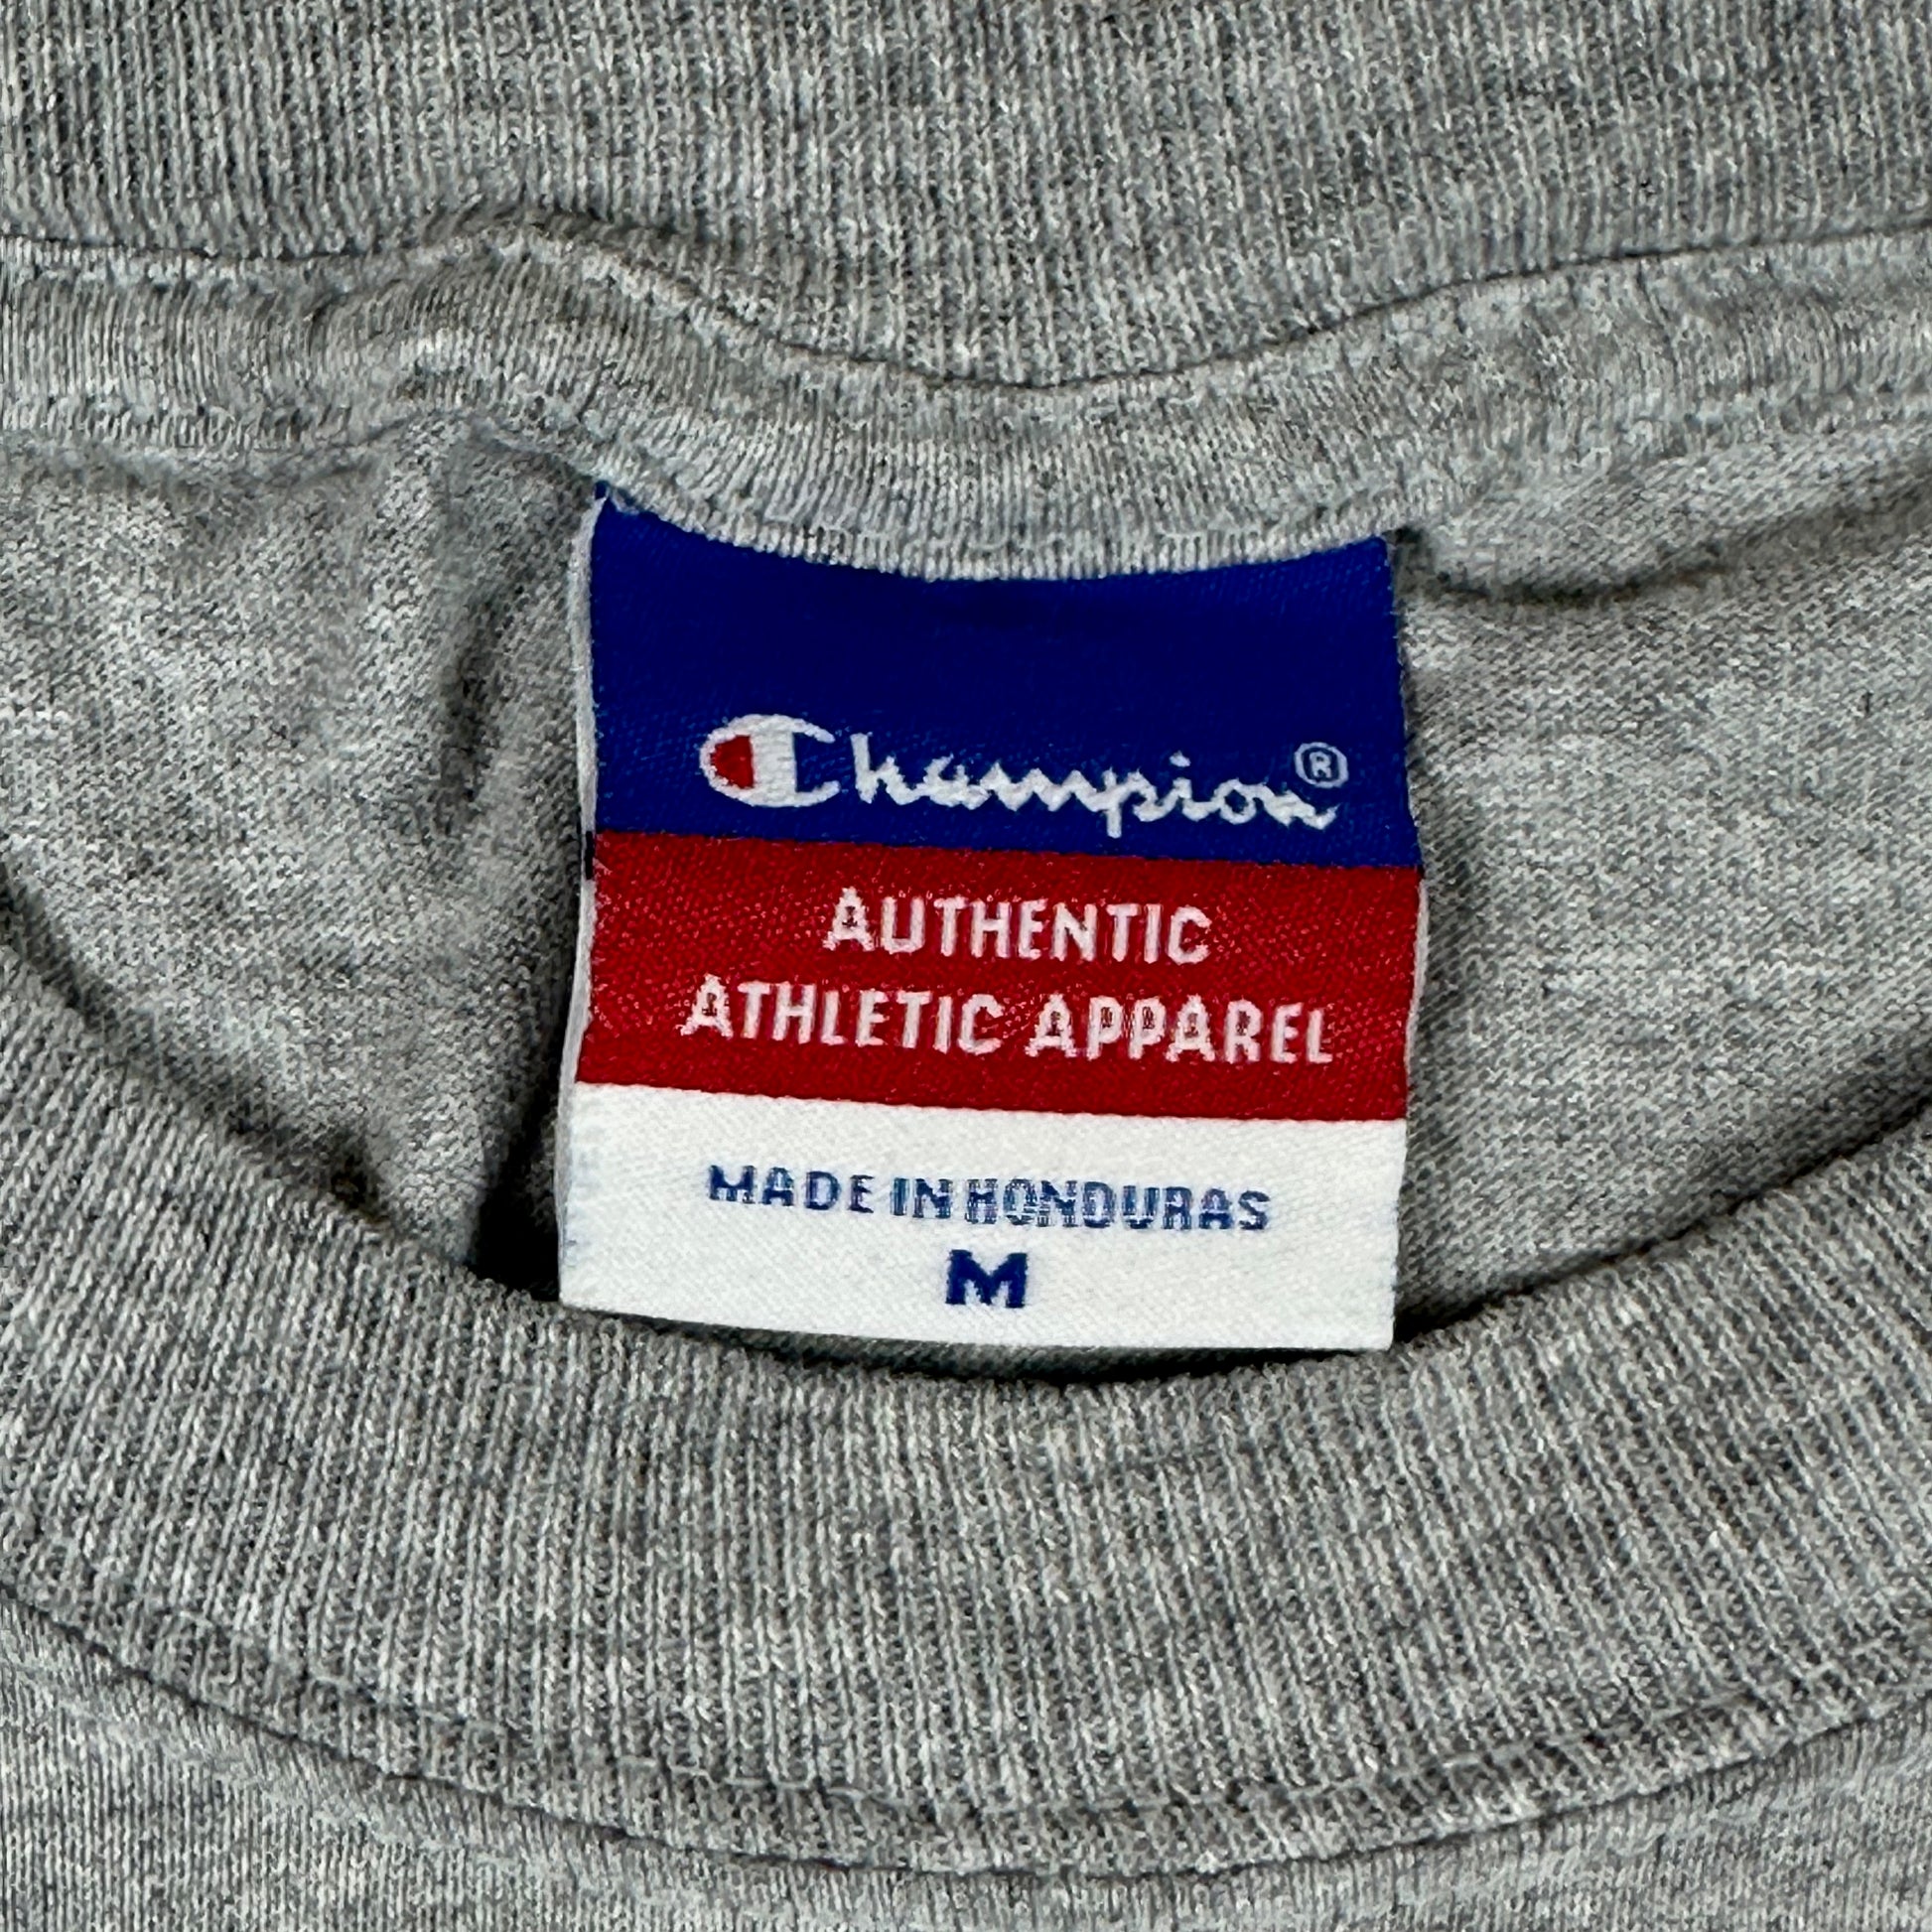 Champion®
AUTHENTIC
ATHLETIC APPAREL
MADE IN HONDURAS
M